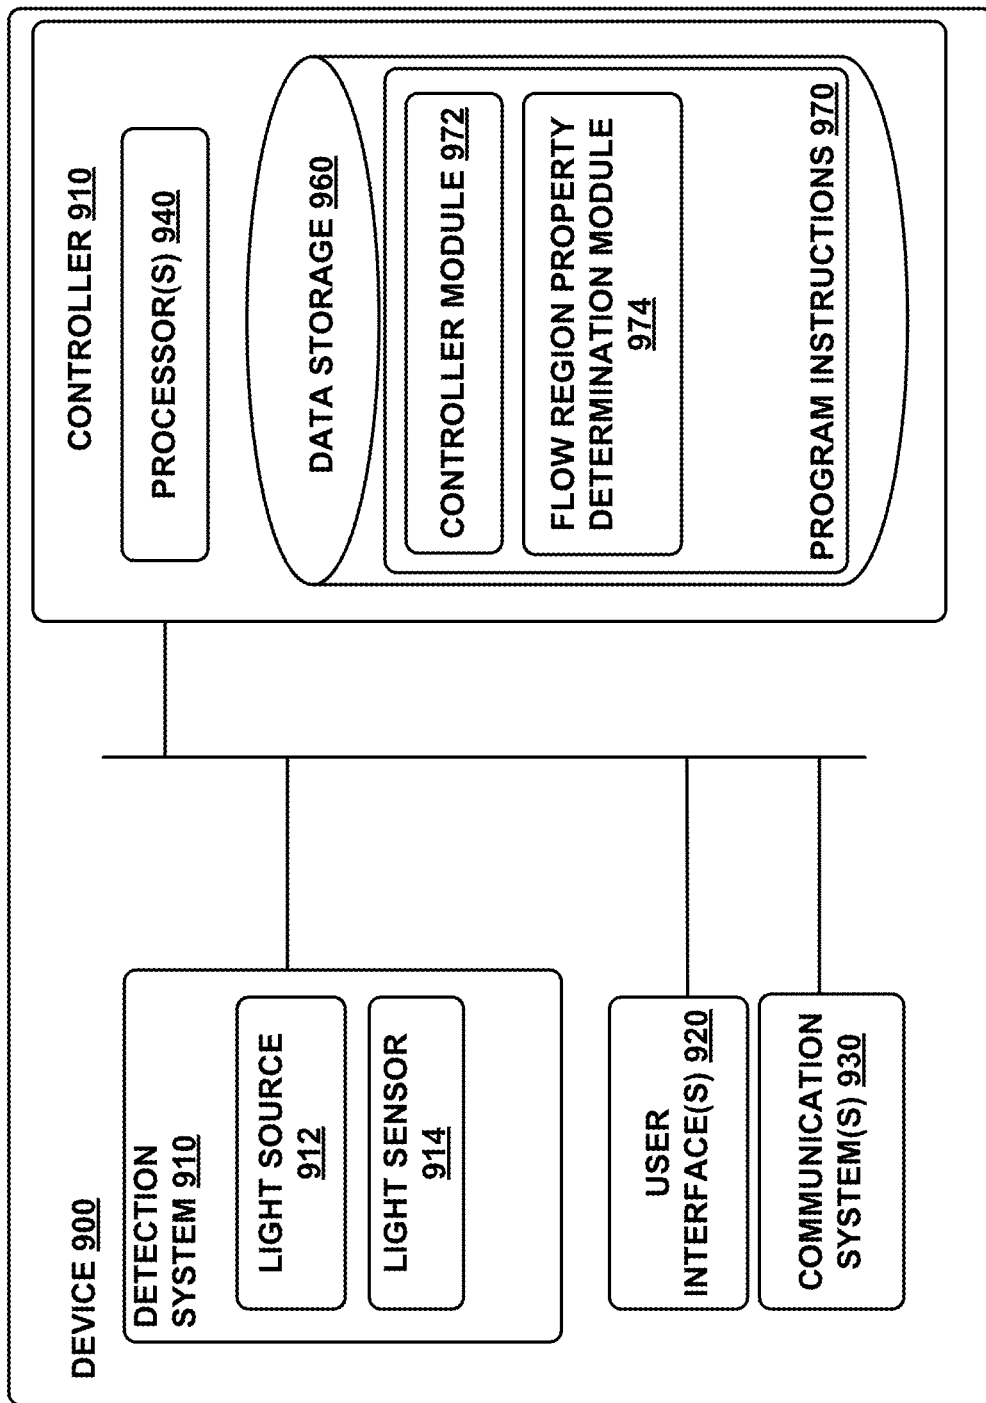 DEVICE 900
DETECTION
SYSTEM 910
LIGHT SOURCE
912
LIGHT SENSOR
914
USER
INTERFACE(S) 920
COMMUNICATION
SYSTEM(S) 930
CONTROLLER 910
PROCESSOR(S) 940
DATA STORAGE 960
CONTROLLER MODULE 972
FLOW REGION PROPERTY
DETERMINATION MODULE
974
PROGRAM INSTRUCTIONS 970